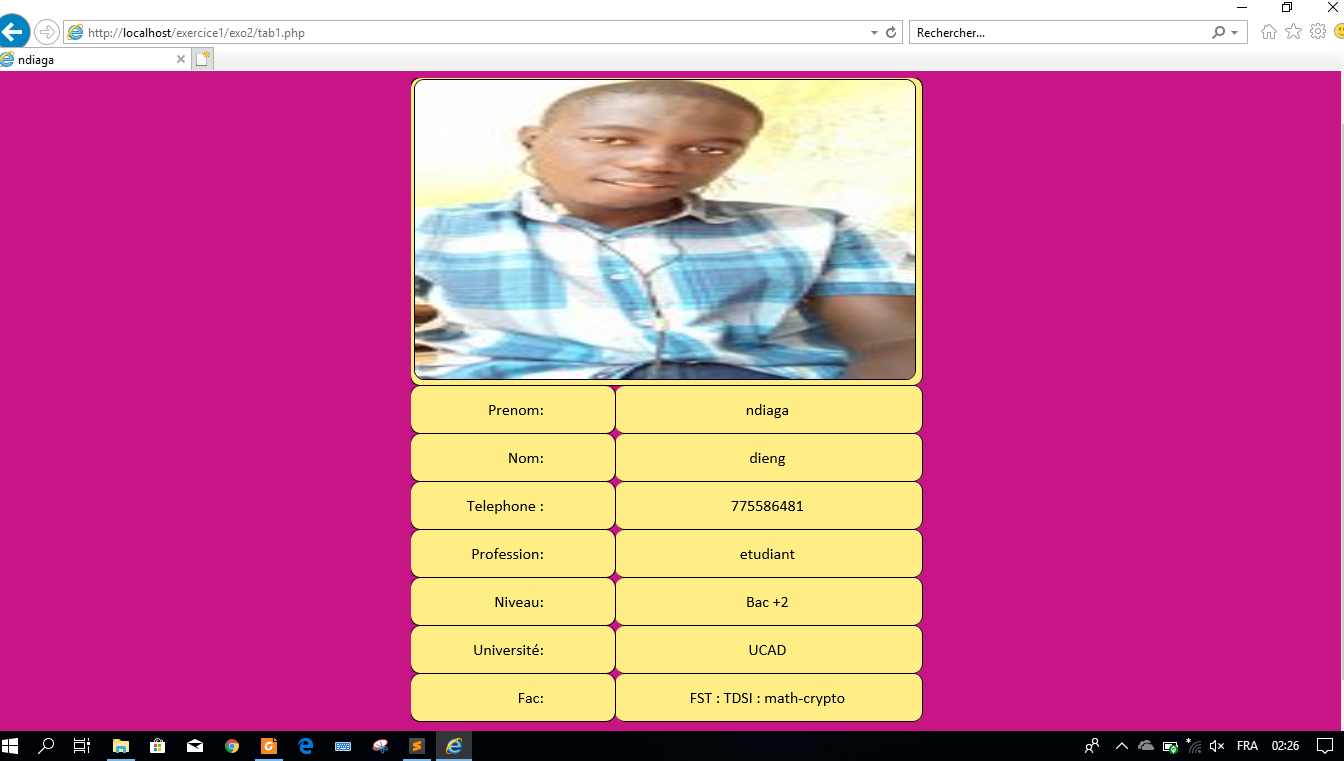 http://localhost/exercice1/exo2/tab1.php
Rechercher...
ndiaga
Prenom: ndiaga
Nom: dieng
Telephone : 775586481
Profession: etudiant
Niveau: Bac +2
Université: UCAD
Fac: FST : TDSI : math-crypto
FRA 02:26